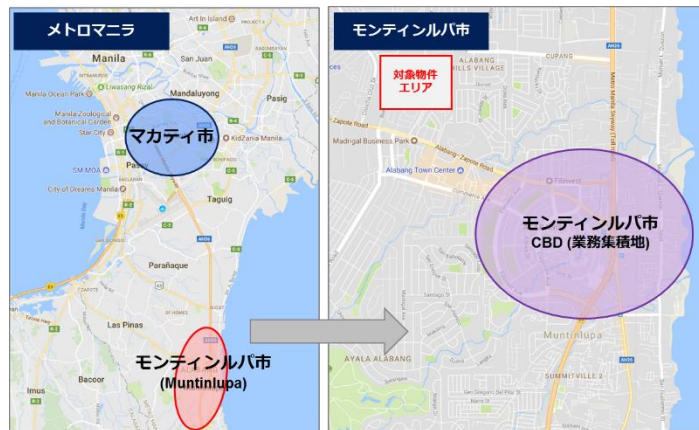 メトロマニラ
Art In Island
Manila
San Juan
Liwasang Rizal
Manila Ocean Park
Mandaluyong
Pasig
Manila Zoological
and Botanical Garden
Star City
KidZania Manila
マカティ市
SM MOA
Pasay
City of Dreams Manila
Taguig
Parañaque
Las Pinas
Bacoor
Imus
モンティンルパ市
(Muntinlupa)
モンティンルパ市
対象物件
エリア
ALABANG
HILLS VILLAGE
CUPANG
Madrigal Business Park
Alabang-Zapote Road
Alabang Town Center
Filinvest
モンティンルパ市
CBD (業務集積地)
Muntinlupa
AYALA ALABANG
SUMMITVILLE 2